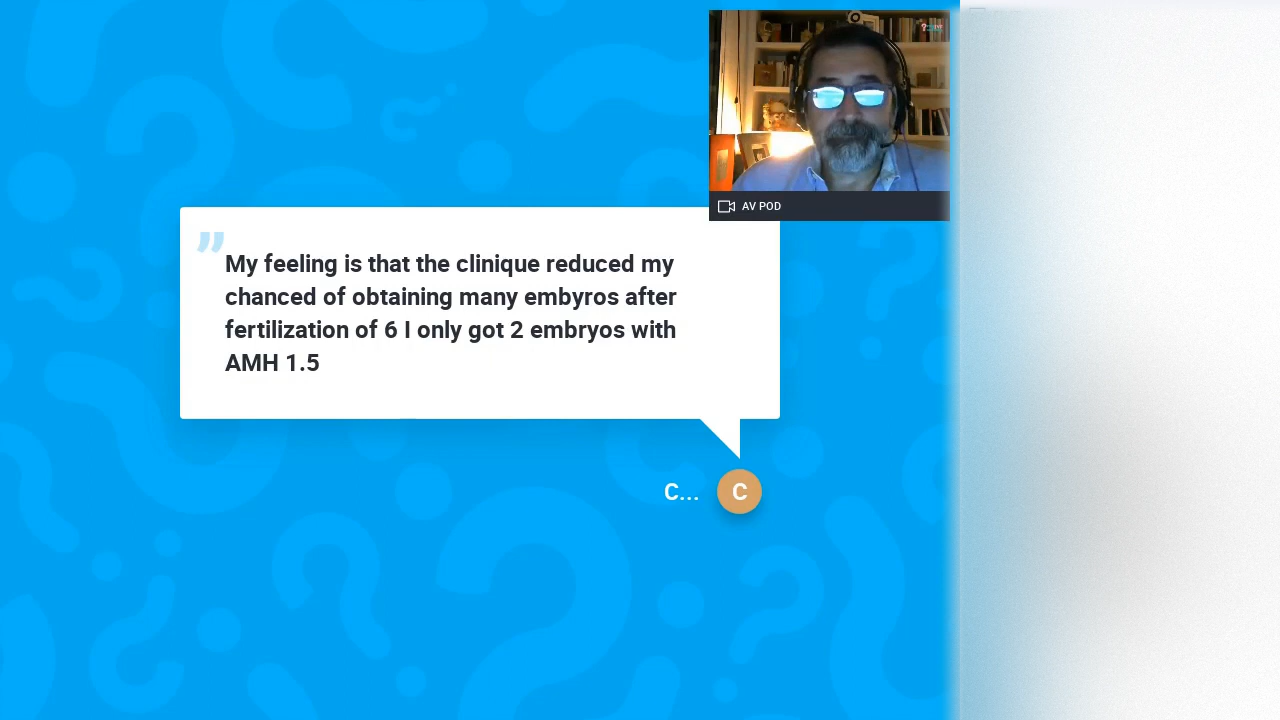 AV POD
”
My feeling is that the clinique reduced my
chanced of obtaining many embyros after
fertilization of 6 I only got 2 embryos with
AMH 1.5
C... C